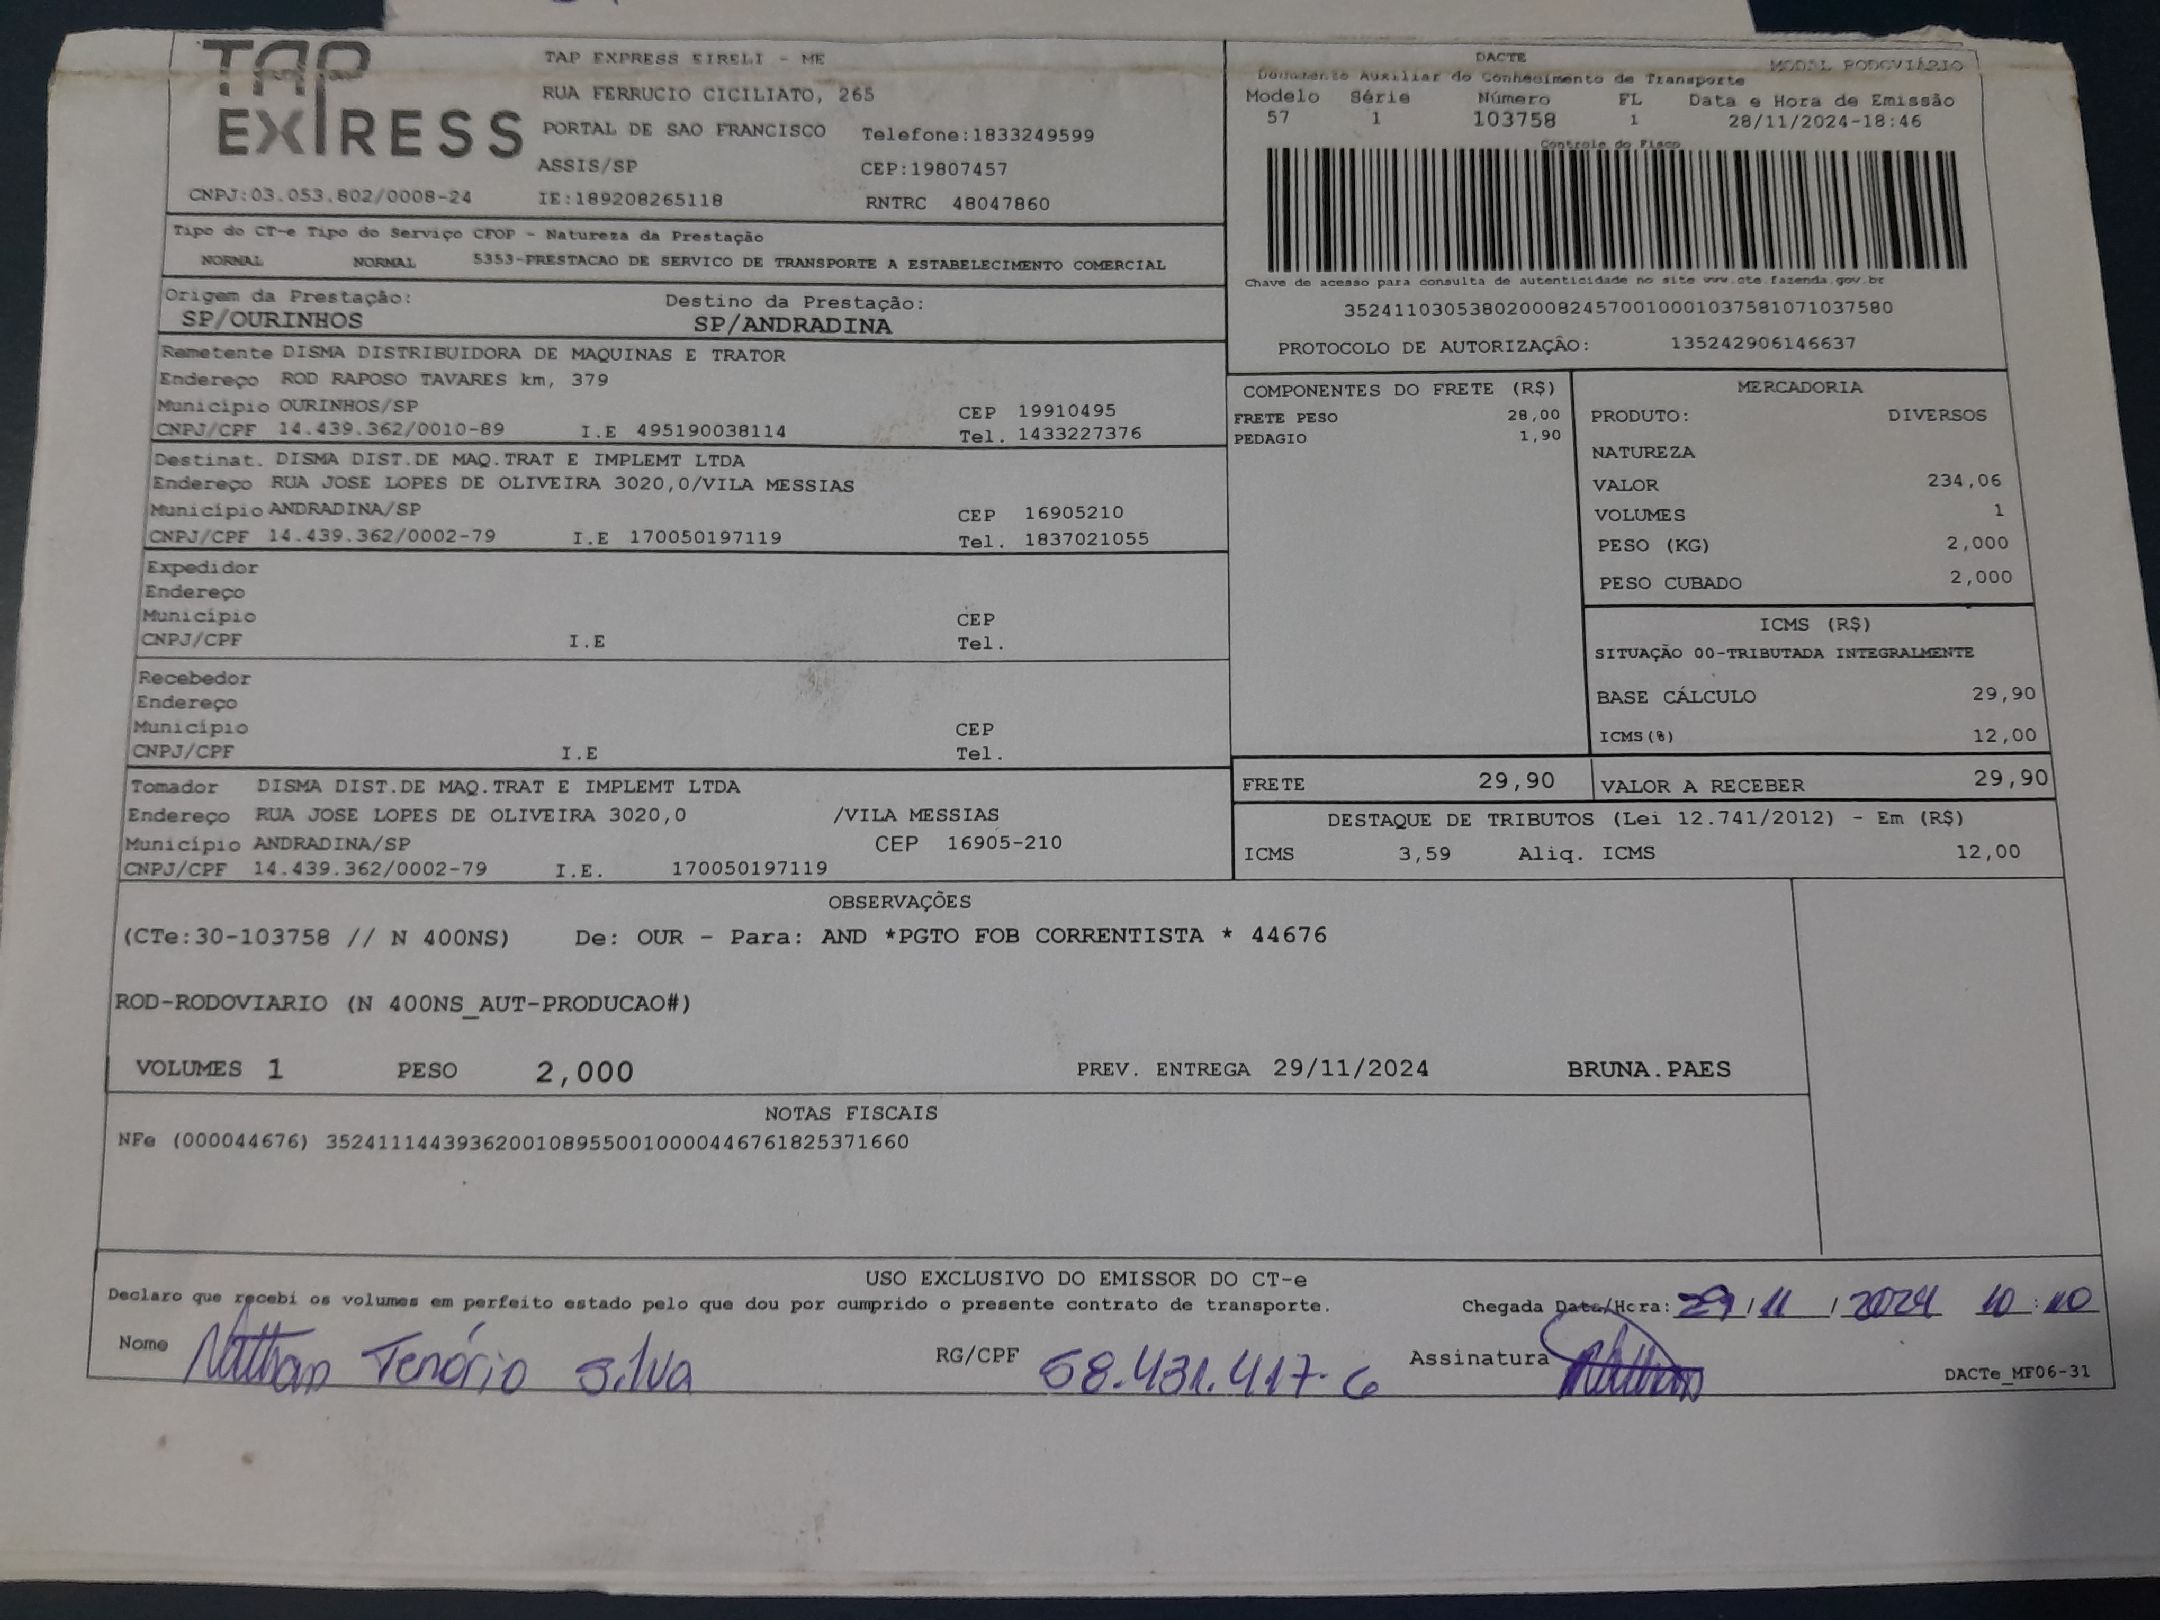 TAP
EXPRESS
TAP EXPRESS EIRELI - ME
RUA FERRUCIO CICILIATO, 265
PORTAL DE SAO FRANCISCO Telefone:1833249599
ASSIS/SP CEP:19807457
CNPJ:03.053.802/0008-24 IE:189208265118 RNTRC 48047860
DACTE MODAL RODOVIÁRIO
Documento Auxiliar do Conhecimento de Transporte
Modelo Série Número FL Data e Hora de Emissão
57 1 103758 1 28/11/2024-18:46
Controle do Fisco
Chave de acesso para consulta de autenticidade no site www.cte.fazenda.gov.br
35241103053802000824570010001037581071037580
PROTOCOLO DE AUTORIZAÇÃO: 135242906146637
Tipo do CT-e Tipo do Serviço CFOP - Natureza da Prestação
NORMAL NORMAL 5353-PRESTACAO DE SERVICO DE TRANSPORTE A ESTABELECIMENTO COMERCIAL
Origem da Prestação: Destino da Prestação:
SP/OURINHOS SP/ANDRADINA
Remetente DISMA DISTRIBUIDORA DE MAQUINAS E TRATOR
Endereço ROD RAPOSO TAVARES km, 379
Município OURINHOS/SP CEP 19910495
CNPJ/CPF 14.439.362/0010-89 I.E 495190038114 Tel. 1433227376
Destinat. DISMA DIST.DE MAQ.TRAT E IMPLEMT LTDA
Endereço RUA JOSE LOPES DE OLIVEIRA 3020,0/VILA MESSIAS
Município ANDRADINA/SP CEP 16905210
CNPJ/CPF 14.439.362/0002-79 I.E 170050197119 Tel. 1837021055
Expedidor
Endereço
Município CEP
CNPJ/CPF I.E Tel.
Recebedor
Endereço
Município CEP
CNPJ/CPF I.E Tel.
Tomador DISMA DIST.DE MAQ.TRAT E IMPLEMT LTDA
Endereço RUA JOSE LOPES DE OLIVEIRA 3020,0 /VILA MESSIAS
Município ANDRADINA/SP CEP 16905-210
CNPJ/CPF 14.439.362/0002-79 I.E. 170050197119
COMPONENTES DO FRETE (R$)
FRETE PESO 28,00
PEDAGIO 1,90
MERCADORIA
PRODUTO: DIVERSOS
NATUREZA
VALOR 234,06
VOLUMES 1
PESO (KG) 2,000
PESO CUBADO 2,000
ICMS (R$)
SITUAÇÃO 00-TRIBUTADA INTEGRALMENTE
BASE CÁLCULO 29,90
ICMS(%) 12,00
FRETE 29,90 VALOR A RECEBER 29,90
DESTAQUE DE TRIBUTOS (Lei 12.741/2012) - Em (R$)
ICMS 3,59 Aliq. ICMS 12,00
OBSERVAÇÕES
(CTe:30-103758 // N 400NS) De: OUR - Para: AND *PGTO FOB CORRENTISTA * 44676
ROD-RODOVIARIO (N 400NS_AUT-PRODUCAO#)
VOLUMES 1 PESO 2,000 PREV. ENTREGA 29/11/2024 BRUNA.PAES
NOTAS FISCAIS
NFe (000044676) 35241114439362001089550010000446761825371660
USO EXCLUSIVO DO EMISSOR DO CT-e
Declaro que recebi os volumes em perfeito estado pelo que dou por cumprido o presente contrato de transporte. Chegada Data/Hora: 29/11/2024 10:10
Nome Nathan Tenório Silva RG/CPF 58.431.417-6 Assinatura Nathan
DACTe_MF06-31